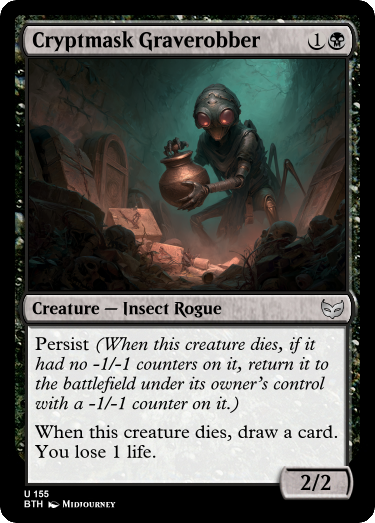 Cryptmask Graverobber 1
Creature — Insect Rogue
Persist (When this creature dies, if it
had no -1/-1 counters on it, return it to
the battlefield under its owner's control
with a -1/-1 counter on it.)
When this creature dies, draw a card.
You lose 1 life.
2/2
U 155
BTH Midjourney